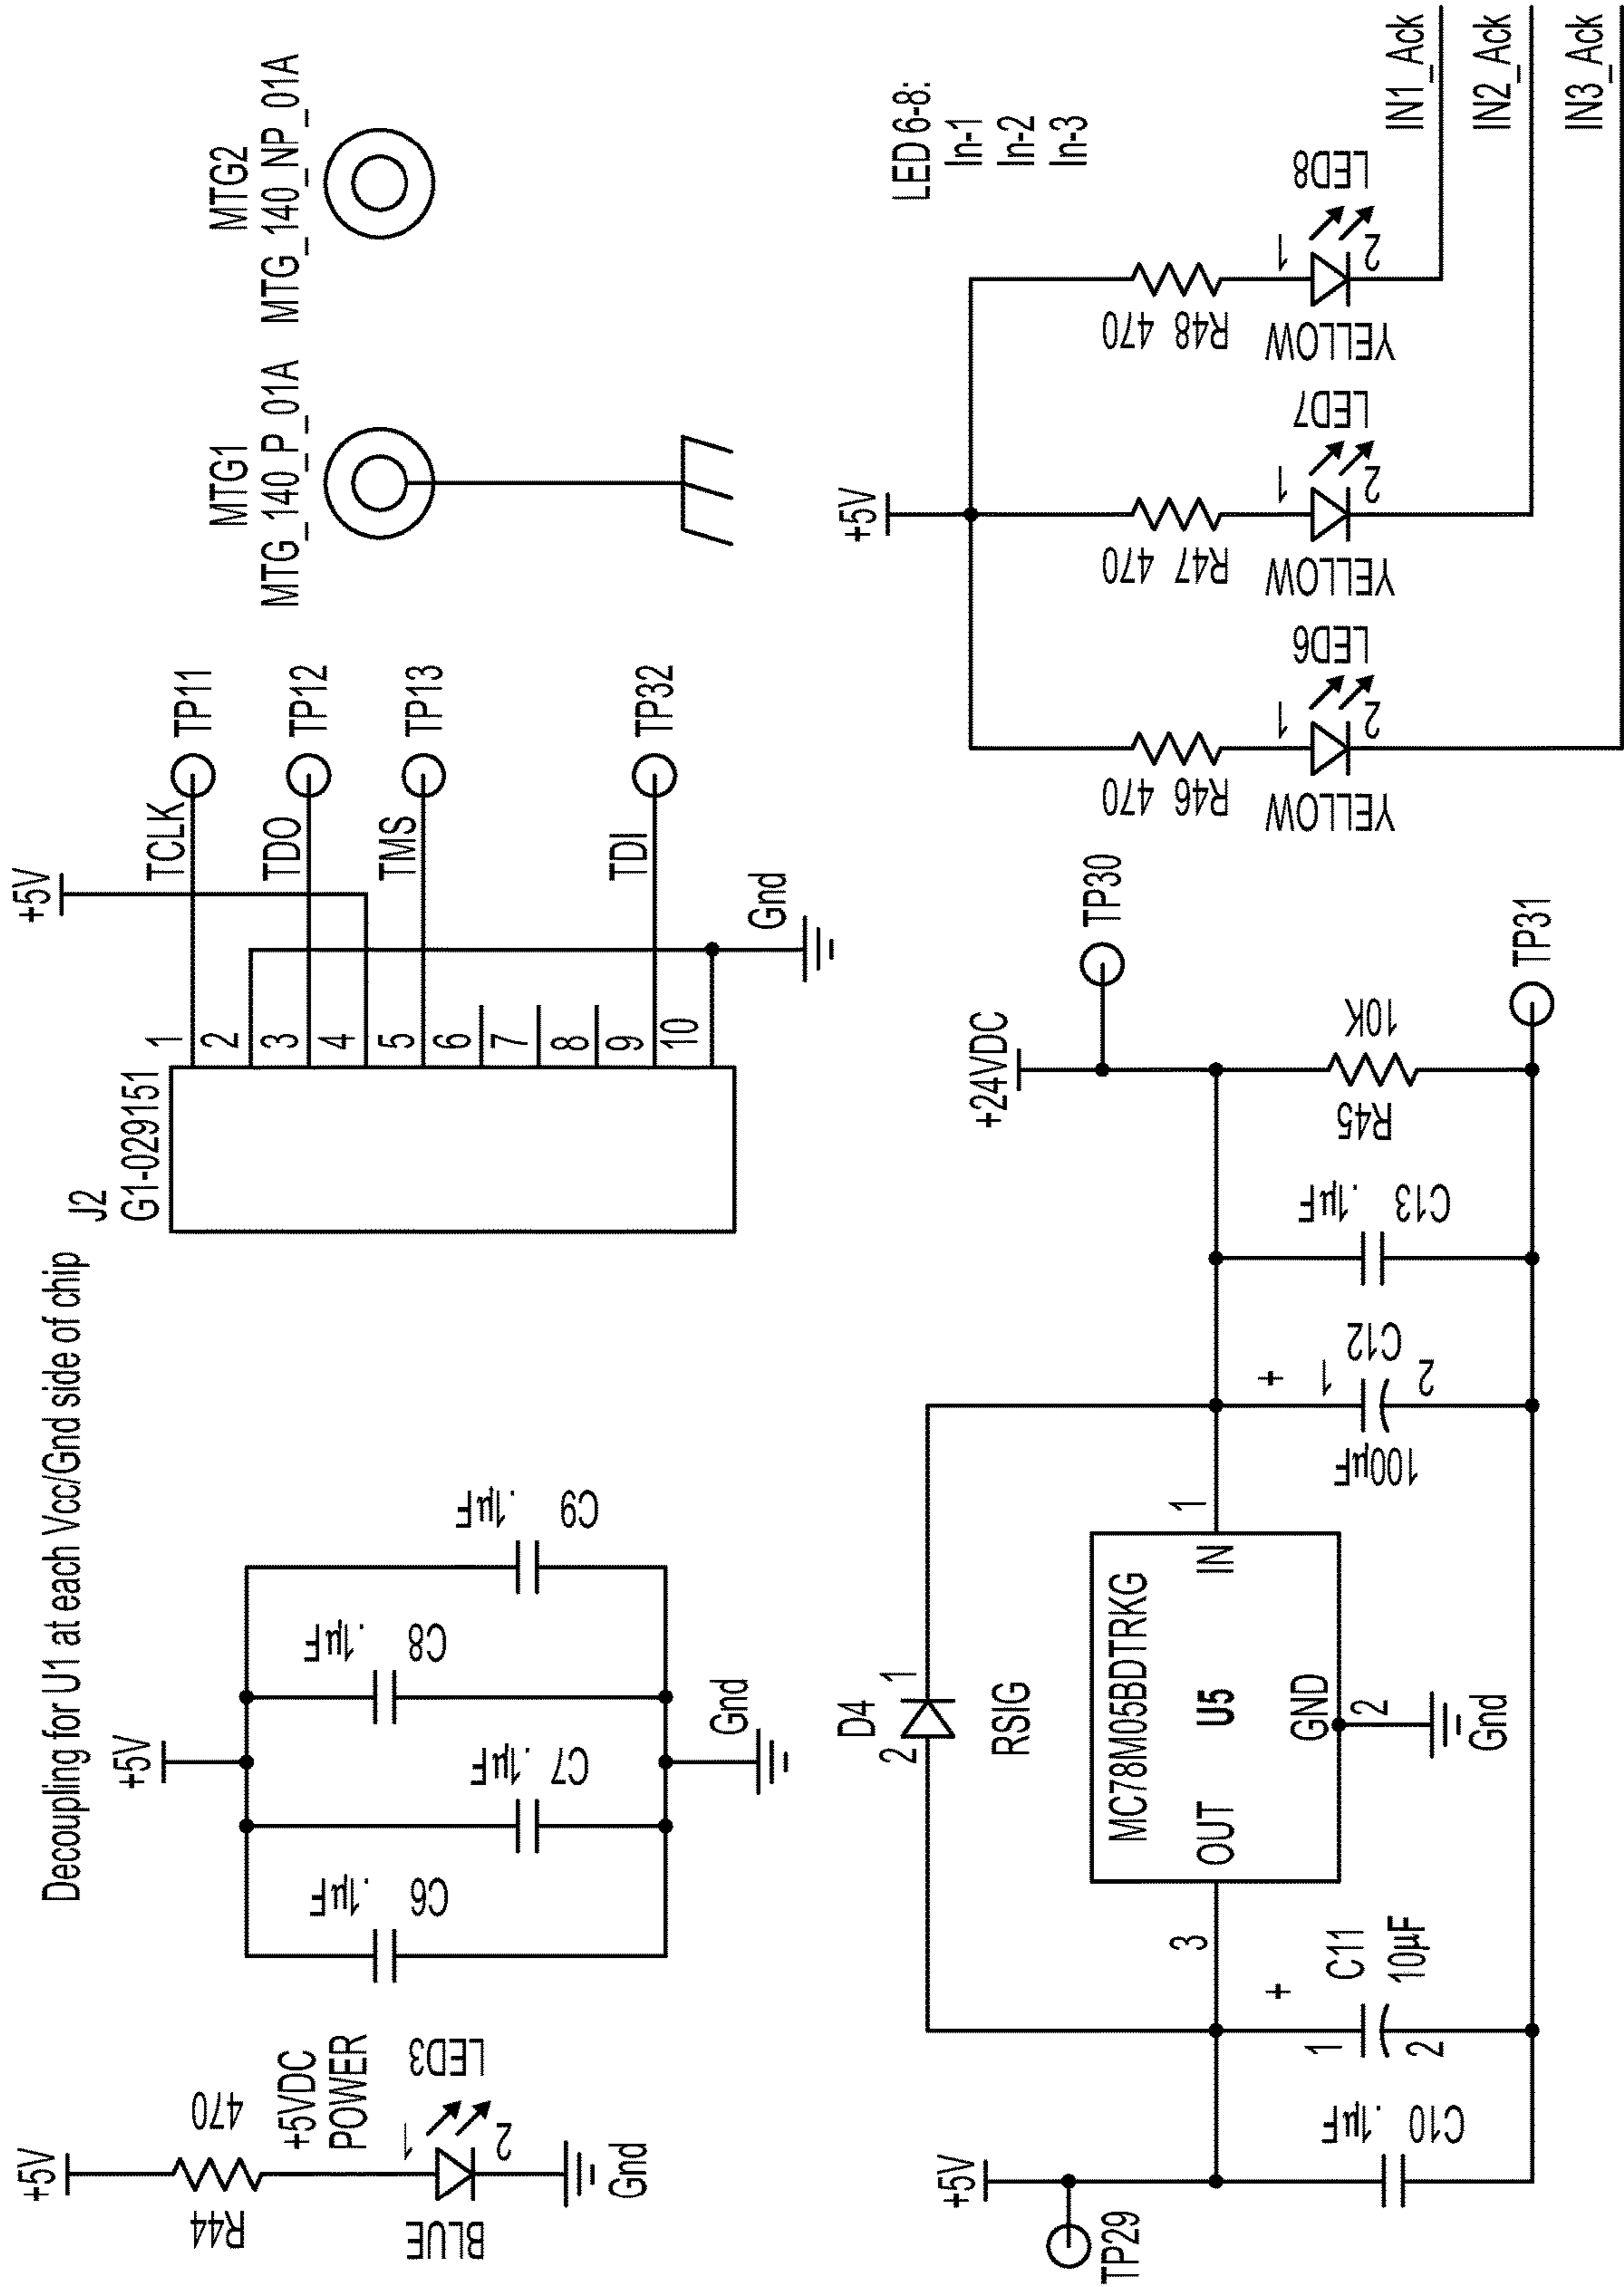 Decoupling for U1 at each Vcc/Gnd side of chip
+5V
R44
470
+5VDC
POWER
1
2
LED3
BLUE
Gnd
+5V
C6
.1µF
C7
.1µF
C8
.1µF
C9
.1µF
Gnd
J2
G1-029151
1
2
3
4
5
6
7
8
9
10
+5V
TCLK
TDO
TMS
TDI
TP11
TP12
TP13
TP32
Gnd
MTG1
MTG_140_P_01A
MTG2
MTG_140_NP_01A
+5V
TP29
C10
.1µF
+
1
2
C11
10µF
D4
2
1
RSIG
MC78M05BDTRKG
OUT
U5
IN
GND
3
1
2
Gnd
+
1
2
C12
100µF
C13
.1µF
+24VDC
TP30
R45
10K
TP31
+5V
R46 470
R47 470
R48 470
1
2
LED6
YELLOW
1
2
LED7
YELLOW
1
2
LED8
YELLOW
LED 6-8:
In-1
In-2
In-3
IN1_Ack
IN2_Ack
IN3_Ack